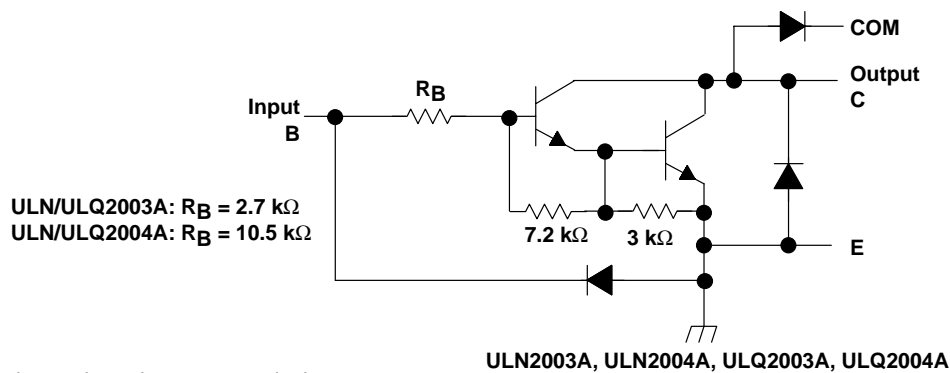 COM
Output
C
RB
Input
B
ULN/ULQ2003A: RB = 2.7 kΩ
ULN/ULQ2004A: RB = 10.5 kΩ
7.2 kΩ
3 kΩ
E
ULN2003A, ULN2004A, ULQ2003A, ULQ2004A